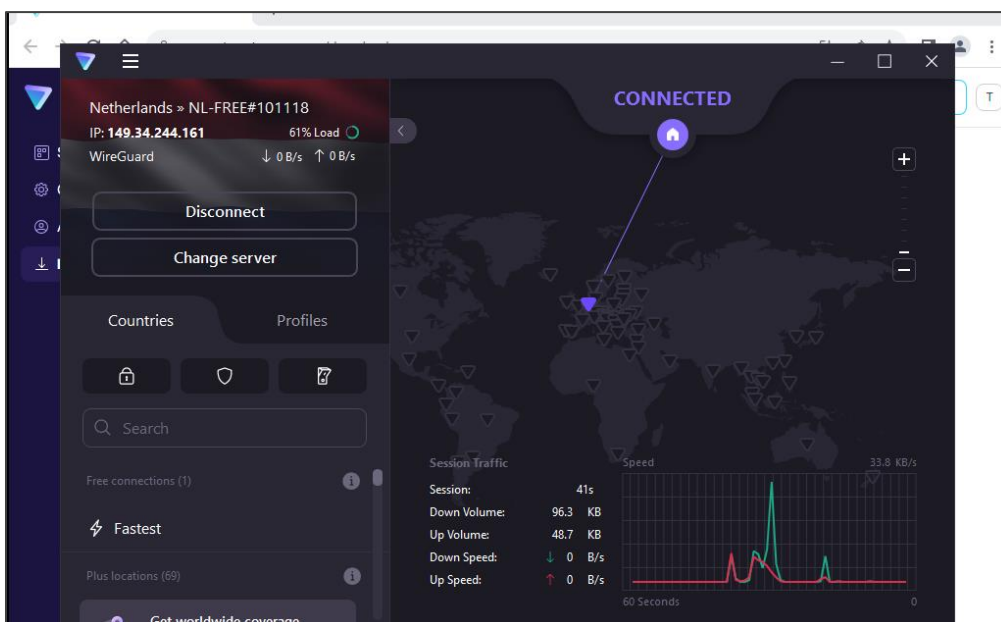 CONNECTED
Netherlands » NL-FREE#101118
IP: 149.34.244.161 61% Load
WireGuard ↓ 0 B/s ↑ 0 B/s
Disconnect
Change server
Countries Profiles
Search
Free connections (1)
Fastest
Plus locations (69)
Get worldwide coverage
Session Traffic
Session: 41s
Down Volume: 96.3 KB
Up Volume: 48.7 KB
Down Speed: ↓ 0 B/s
Up Speed: ↑ 0 B/s
Speed 33.8 KB/s
60 Seconds 0
T